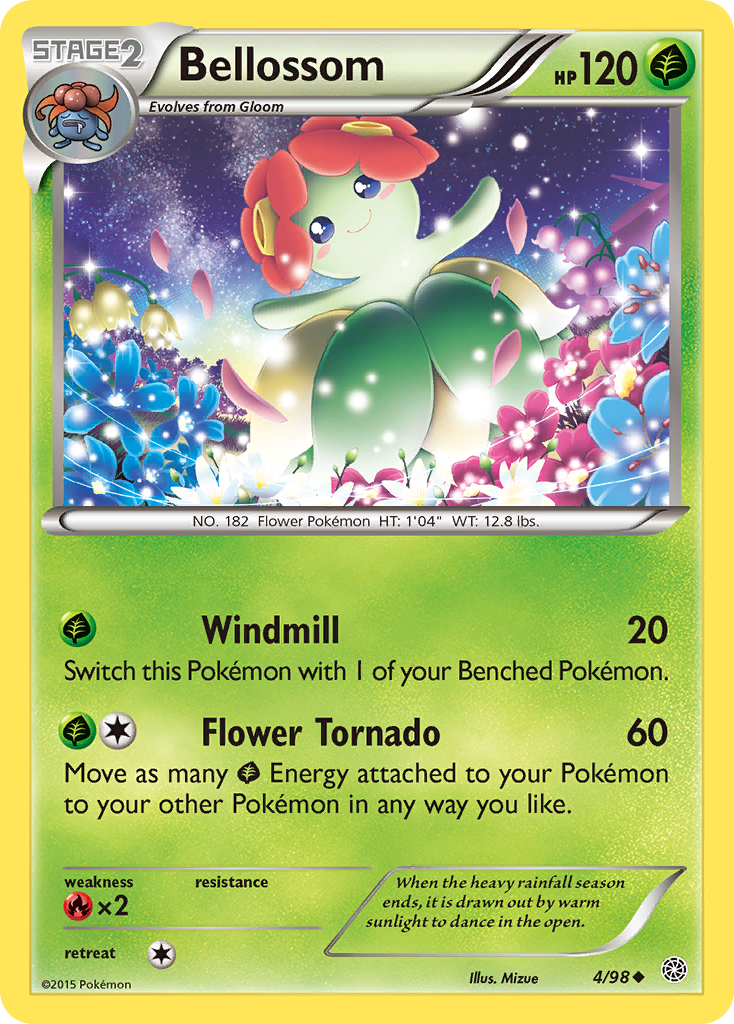 STAGE2
Bellossom
HP120
Evolves from Gloom
NO. 182 Flower Pokémon HT: 1'04" WT: 12.8 lbs.
Windmill 20
Switch this Pokémon with 1 of your Benched Pokémon.
Flower Tornado 60
Move as many Energy attached to your Pokémon
to your other Pokémon in any way you like.
weakness resistance
×2
When the heavy rainfall season
ends, it is drawn out by warm
sunlight to dance in the open.
retreat
©2015 Pokémon
Illus. Mizue
4/98